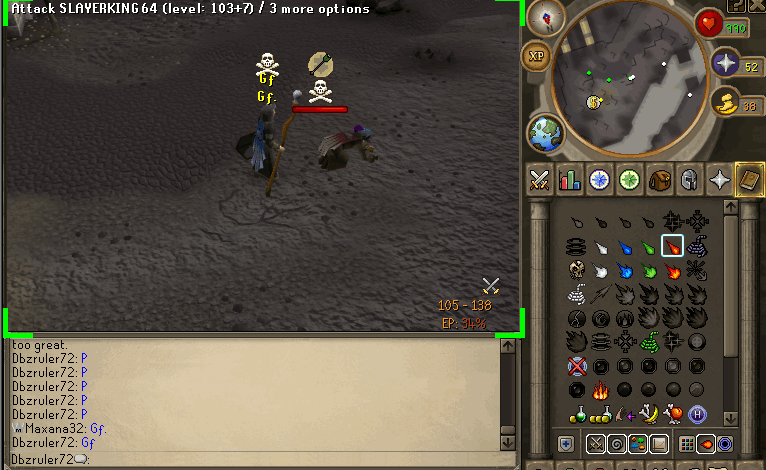 Attack SLAYERKING 64 (level: 103+7) / 3 more options
?
990
XP
52
38
Gf
Gf.
105 - 138
EP: 34%
too great.
Dbzruler72: P
Dbzruler72: P
Dbzruler72: P
Dbzruler72: P
Dbzruler72: P
Maxana32: Gf.
Dbzruler72: Gf
Dbzruler72:
H